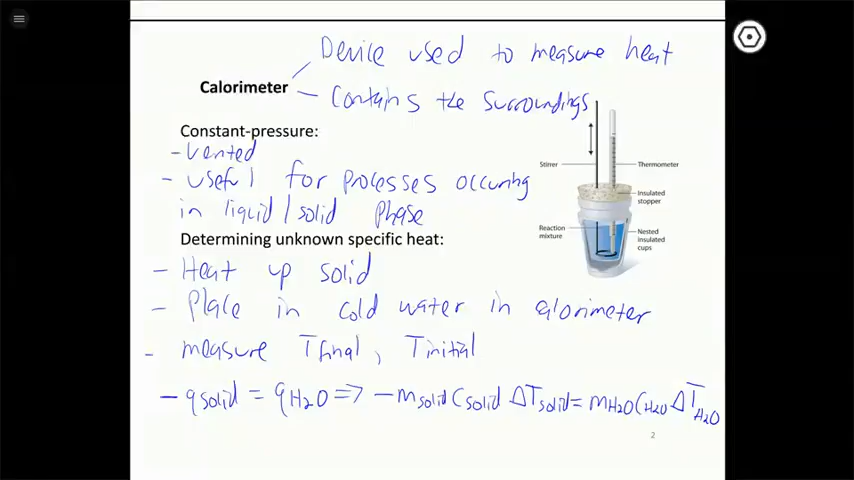 Device used to measure heat
Calorimeter
- Contains the surroundings
Constant-pressure:
- Vented
- Useful for processes occuring
in liquid/solid phase
Stirrer
Thermometer
Insulated
stopper
Reaction
mixture
Nested
insulated
cups
Determining unknown specific heat:
- Heat up solid
- Place in cold water in calorimeter
- measure Tfinal, Tinitial
- qsolid = qH2O => - msolid Csolid ΔTsolid = mH2O CH2O ΔTH2O
2